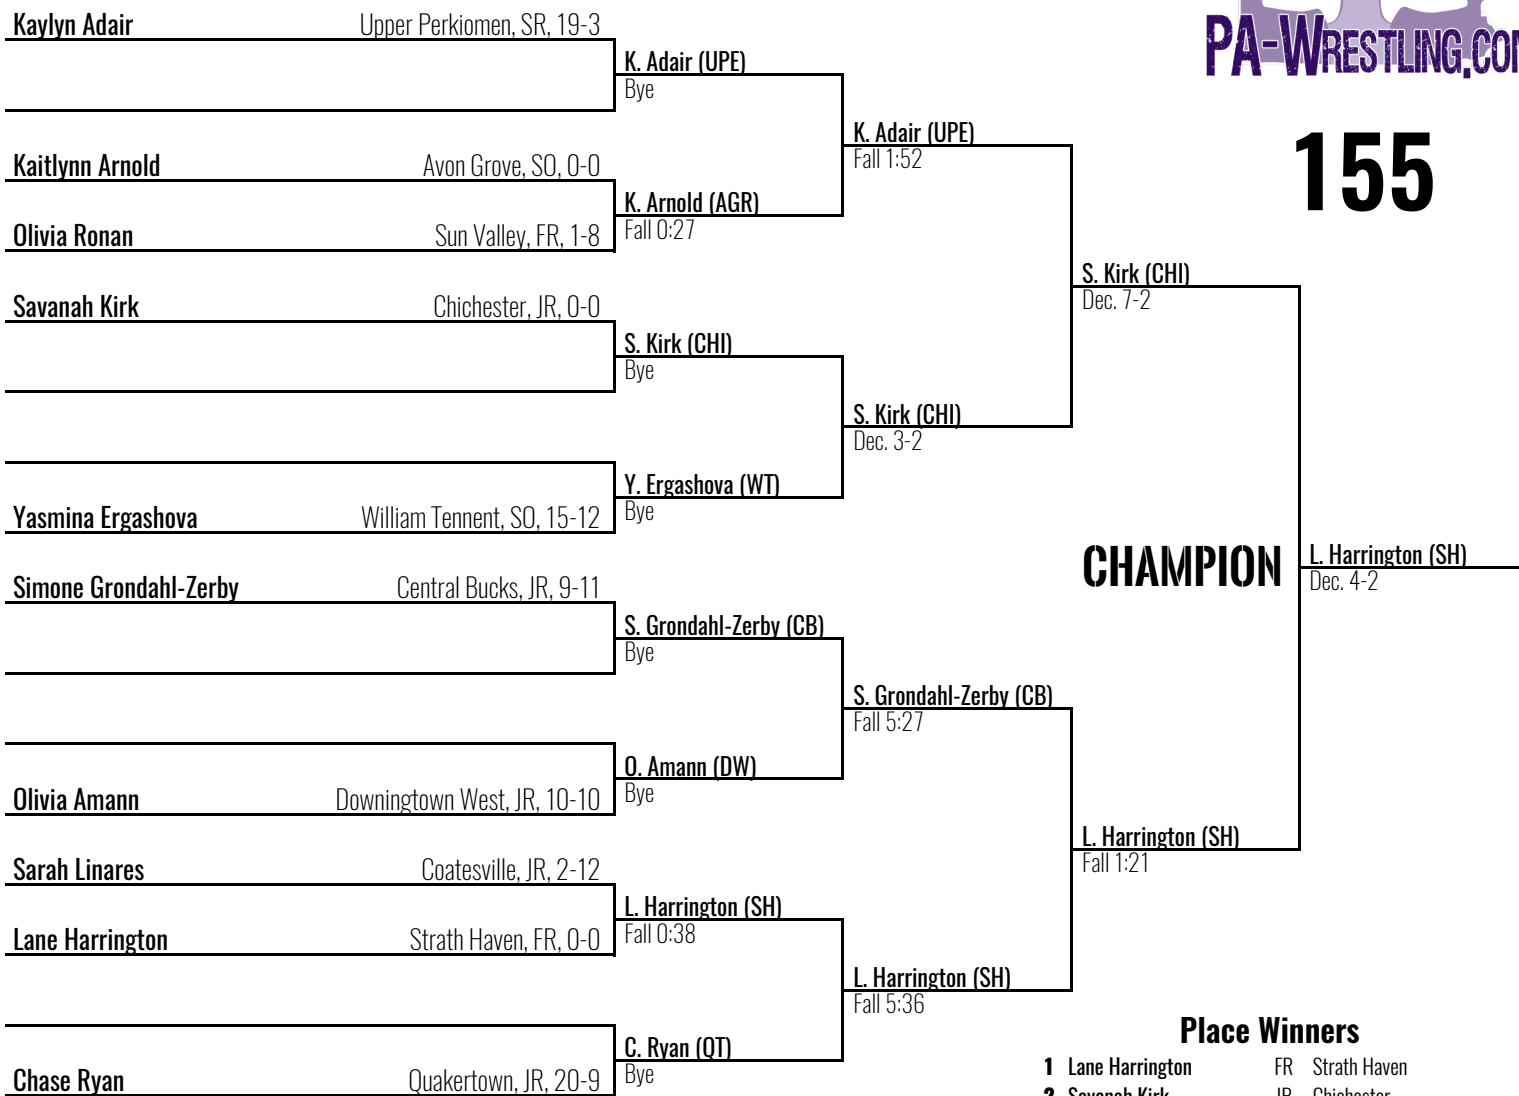 Kaylyn Adair Upper Perkiomen, SR, 19-3
PA-WRESTLING.CO
K. Adair (UPE)
Bye
K. Adair (UPE)
Fall 1:52
155
Kaitlynn Arnold Avon Grove, SO, 0-0
K. Arnold (AGR)
Fall 0:27
Olivia Ronan Sun Valley, FR, 1-8
S. Kirk (CHI)
Dec. 7-2
Savanah Kirk Chichester, JR, 0-0
S. Kirk (CHI)
Bye
S. Kirk (CHI)
Dec. 3-2
Y. Ergashova (WT)
Bye
Yasmina Ergashova William Tennent, SO, 15-12
CHAMPION
L. Harrington (SH)
Dec. 4-2
Simone Grondahl-Zerby Central Bucks, JR, 9-11
S. Grondahl-Zerby (CB)
Bye
S. Grondahl-Zerby (CB)
Fall 5:27
O. Amann (DW)
Bye
Olivia Amann Downingtown West, JR, 10-10
L. Harrington (SH)
Fall 1:21
Sarah Linares Coatesville, JR, 2-12
L. Harrington (SH)
Fall 0:38
Lane Harrington Strath Haven, FR, 0-0
L. Harrington (SH)
Fall 5:36
C. Ryan (QT)
Bye
Chase Ryan Quakertown, JR, 20-9
Place Winners
1 Lane Harrington FR Strath Haven
2 Savanah Kirk JR Chichester